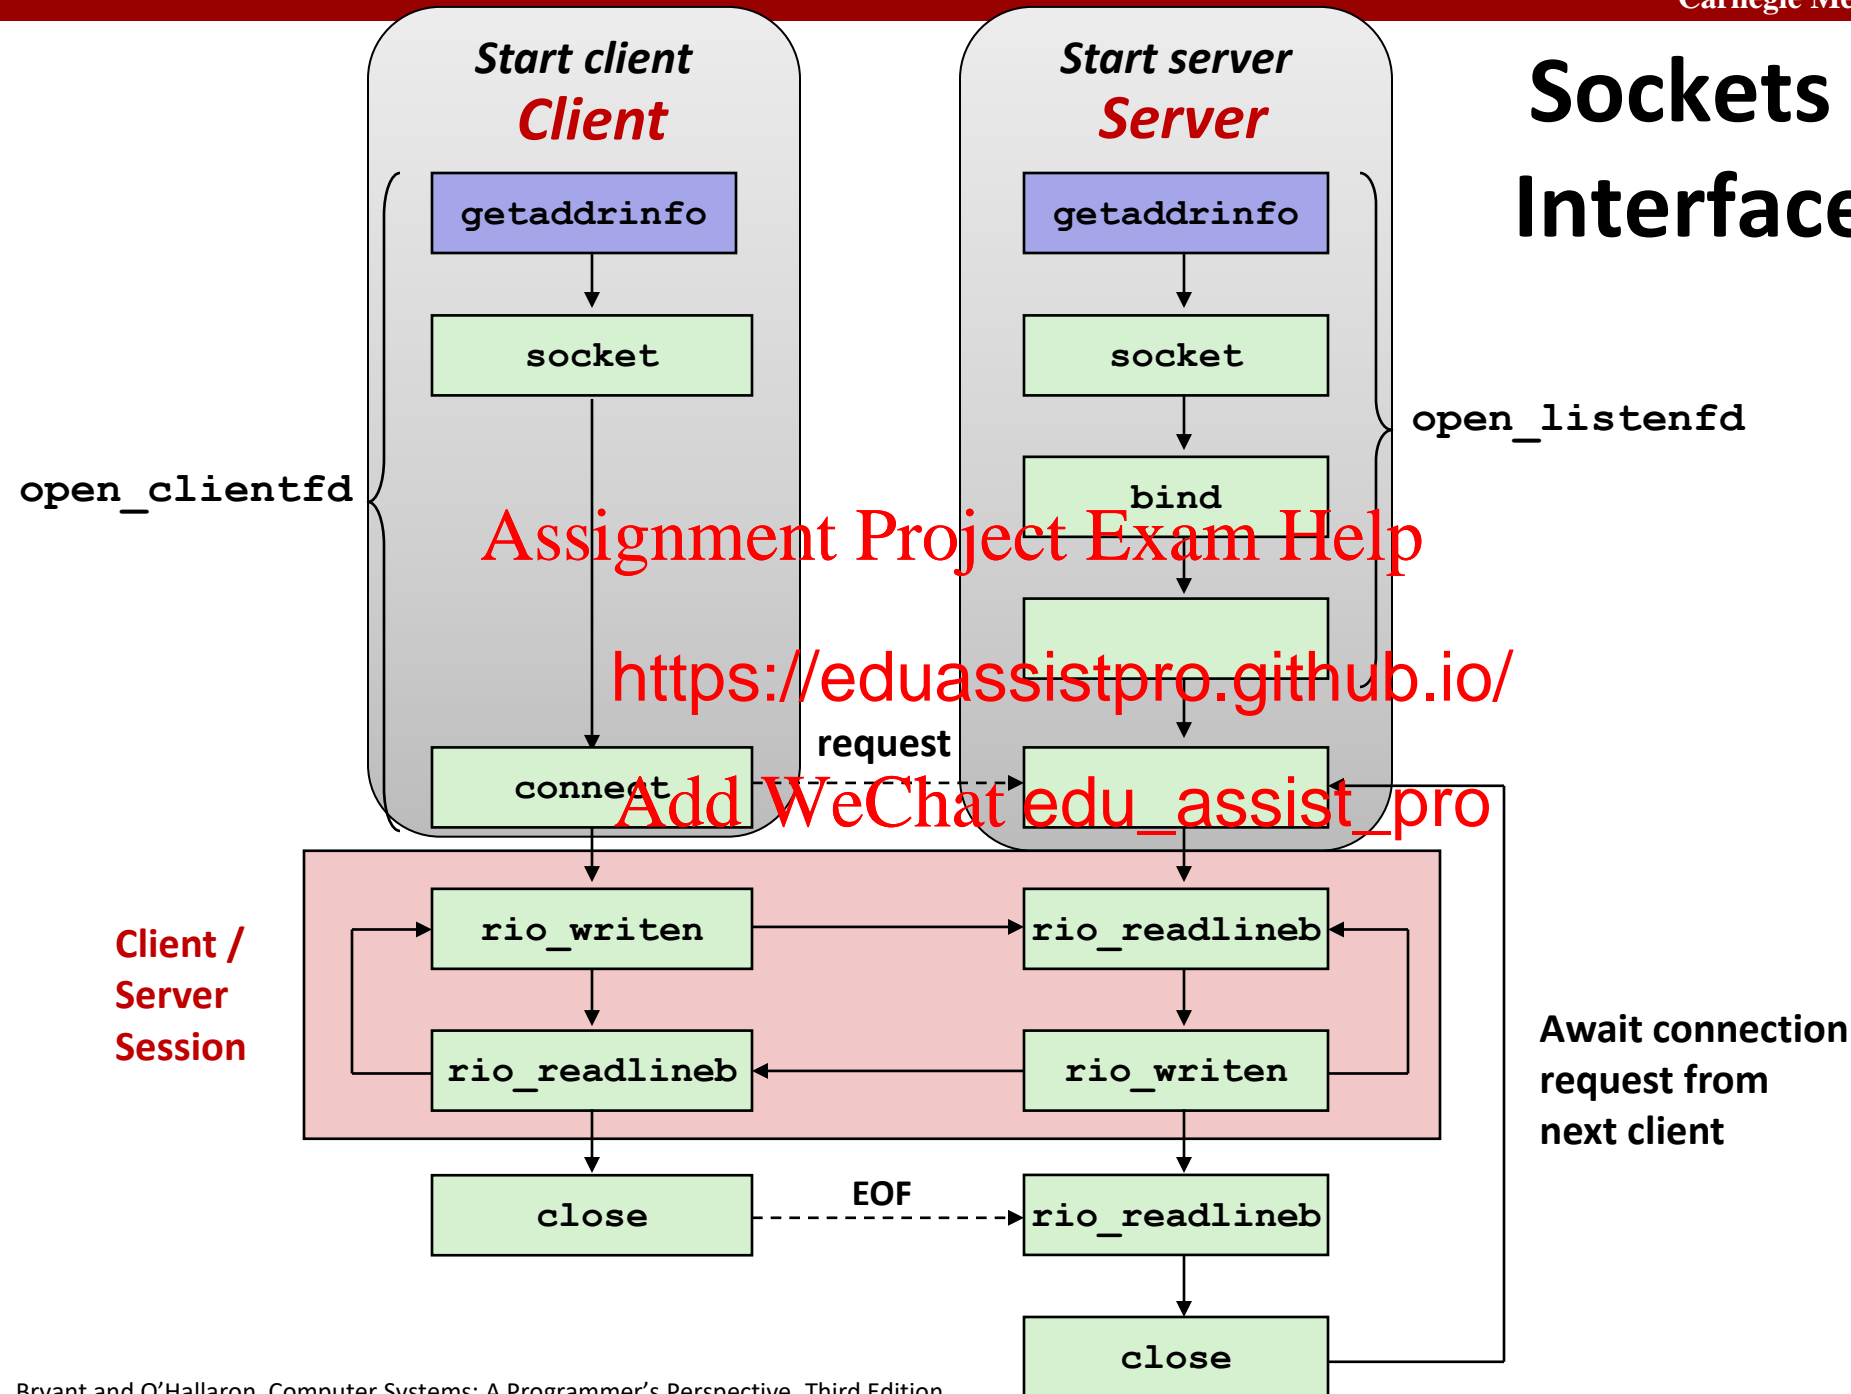 Start client
Client
Start server
Server
Sockets
Interface
getaddrinfo
getaddrinfo
socket
socket
open_listenfd
open_clientfd
bind
Assignment Project Exam Help
https://eduassistpro.github.io/
request
connect
Add WeChat edu_assist_pro
Client /
Server
Session
rio_writen
rio_readlineb
rio_readlineb
rio_writen
Await connection
request from
next client
close
EOF
rio_readlineb
close
Bryant and O'Hallaron, Computer Systems: A Programmer's Perspective, Third Edition